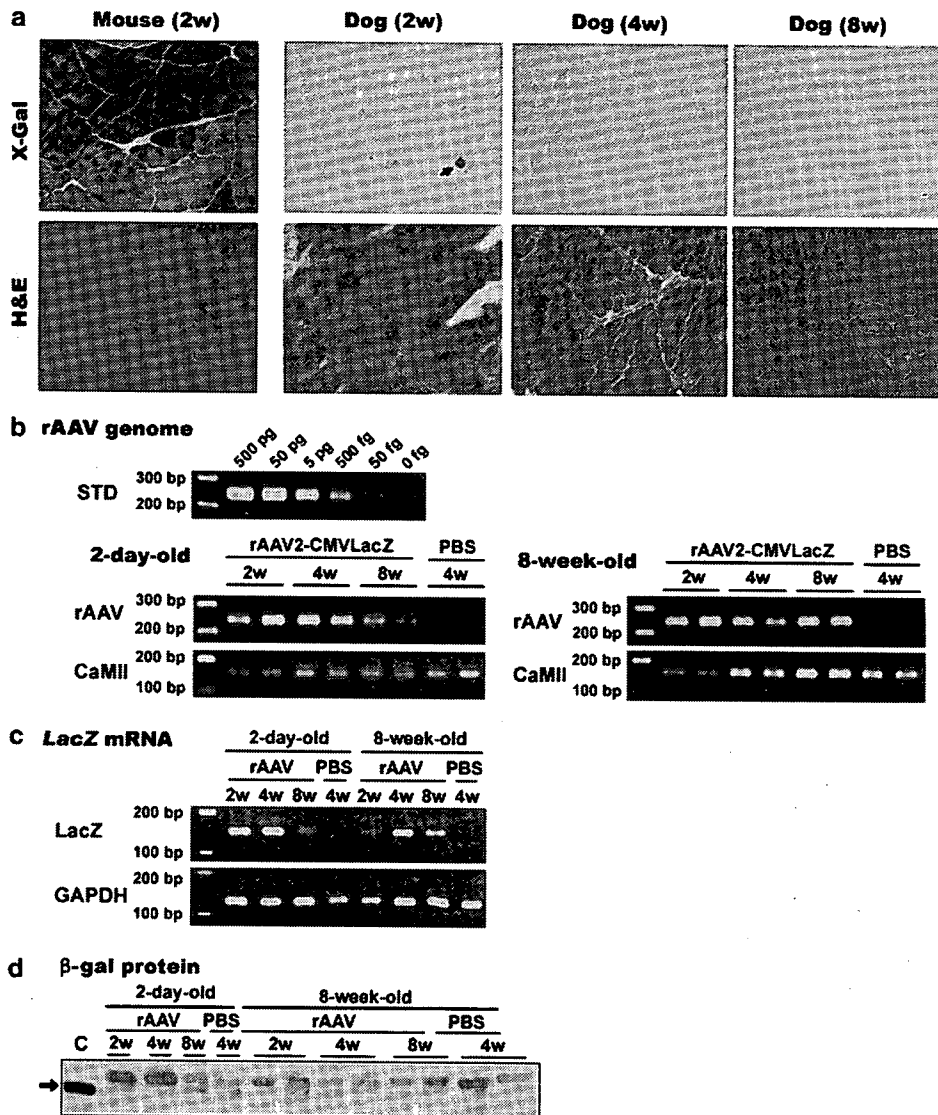 a
Mouse (2w) Dog (2w) Dog (4w) Dog (8w)
X-Gal
H&E
b rAAV genome
500 pg 50 pg 5 pg 500 fg 50 fg 0 fg
300 bp
STD
200 bp
2-day-old
rAAV2-CMVLacZ PBS
2w 4w 8w 4w
300 bp
rAAV
200 bp
200 bp
CaMII
100 bp
8-week-old
rAAV2-CMVLacZ PBS
2w 4w 8w 4w
300 bp
rAAV
200 bp
200 bp
CaMII
100 bp
c LacZ mRNA
2-day-old 8-week-old
rAAV PBS rAAV PBS
2w 4w 8w 4w 2w 4w 8w 4w
200 bp
LacZ
100 bp
200 bp
GAPDH
100 bp
d β-gal protein
2-day-old 8-week-old
rAAV PBS rAAV PBS
C 2w 4w 8w 4w 2w 4w 8w 4w